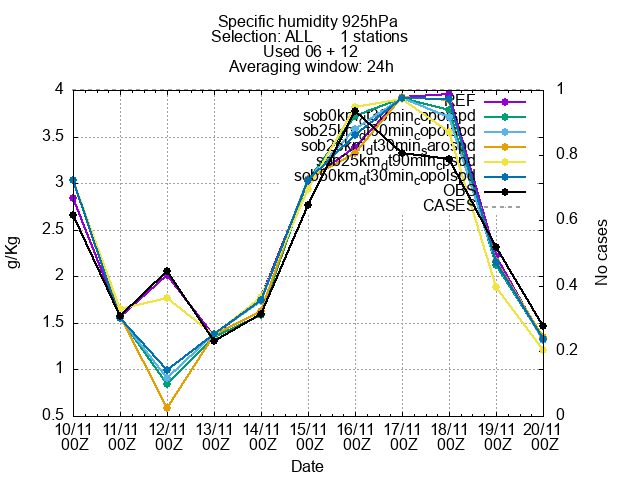 Specific humidity 925hPa
Selection: ALL 1 stations
Used 06 + 12
Averaging window: 24h
g/Kg
4
3.5
3
2.5
2
1.5
1
0.5
1
0.8
0.6
0.4
0.2
0
No cases
OBS
CASES
10/11 11/11 12/11 13/11 14/11 15/11 16/11 17/11 18/11 19/11 20/11
00Z 00Z 00Z 00Z 00Z 00Z 00Z 00Z 00Z 00Z 00Z
Date